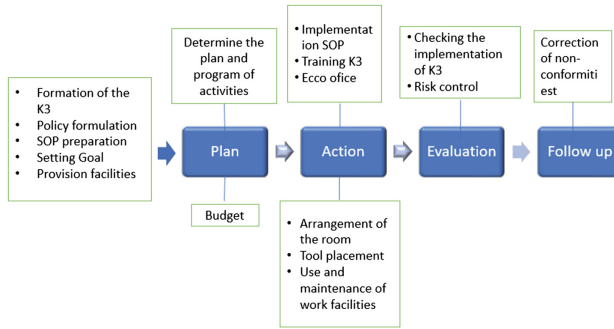 • Formation of the
K3
• Policy formulation
• SOP preparation
• Setting Goal
• Provision facilities
Determine the
plan and
program of
activities
Plan
Budget
• Implementat
ion SOP
• Training K3
• Ecco ofice
Action
• Arrangement of
the room
• Tool placement
• Use and
maintenance of
work facilities
• Checking the
implementation
of K3
• Risk control
Evaluation
Correction
of non-
conformiti
est
Follow up